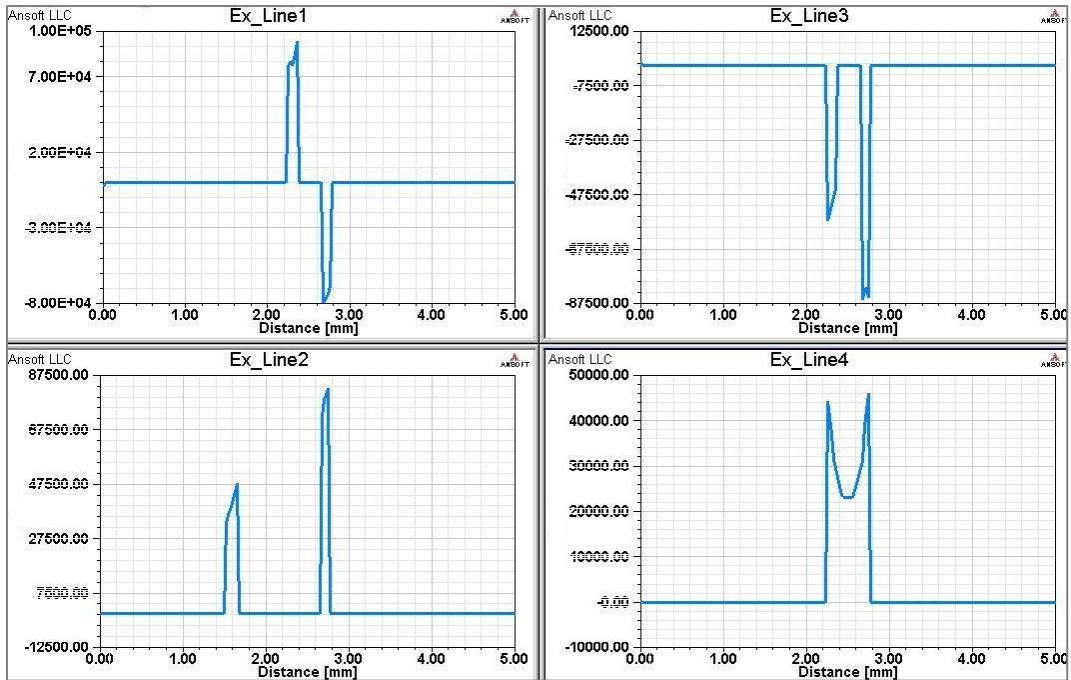 Ansoft LLC
Ex_Line1
ANSOFT
1.00E+05
7.00E+04
2.00E+04
-3.00E+04
-8.00E+04
0.00 1.00 2.00 3.00 4.00 5.00
Distance [mm]
Ansoft LLC
Ex_Line3
12500.00
-7500.00
-27500.00
-47500.00
-67500.00
-87500.00
0.00 1.00 2.00 3.00 4.00 5.00
Distance [mm]
Ansoft LLC
Ex_Line2
ANSOFT
87500.00
67500.00
47500.00
27500.00
7500.00
-12500.00
0.00 1.00 2.00 3.00 4.00 5.00
Distance [mm]
Ansoft LLC
Ex_Line4
50000.00
40000.00
30000.00
20000.00
10000.00
-0.00
-10000.00
0.00 1.00 2.00 3.00 4.00 5.00
Distance [mm]